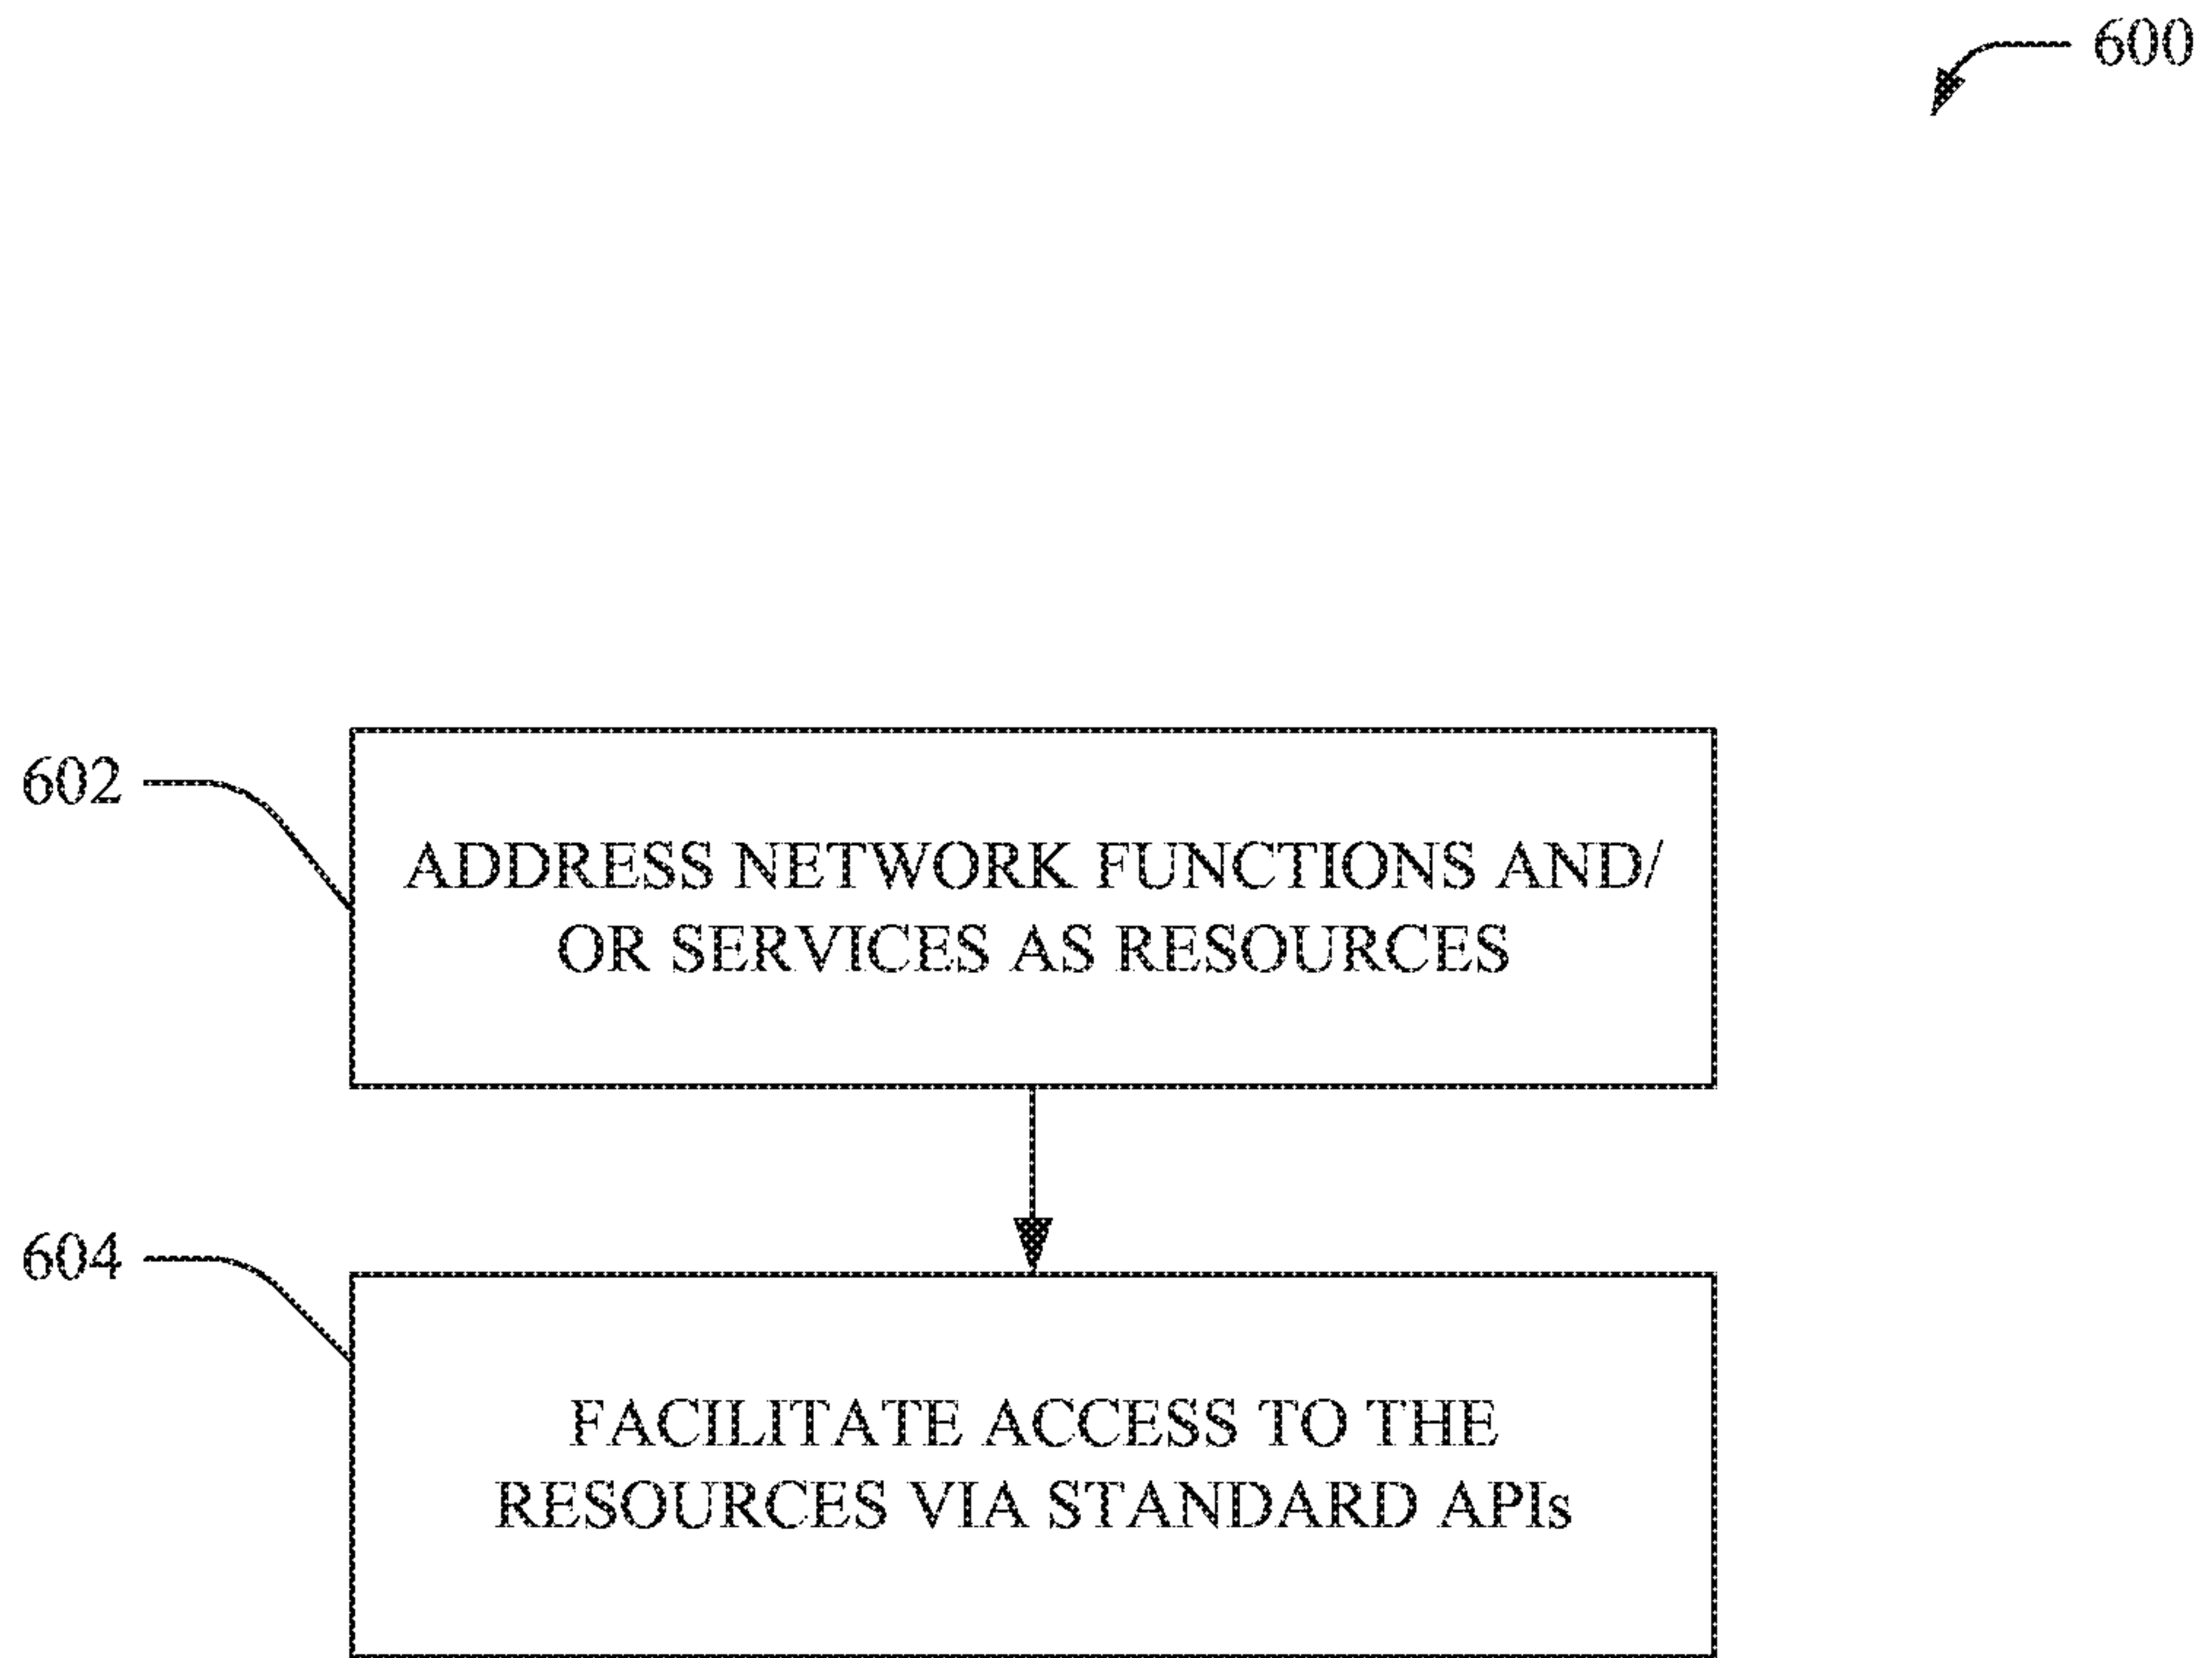 600
602
ADDRESS NETWORK FUNCTIONS AND/
OR SERVICES AS RESOURCES
604
FACILITATE ACCESS TO THE
RESOURCES VIA STANDARD APIs